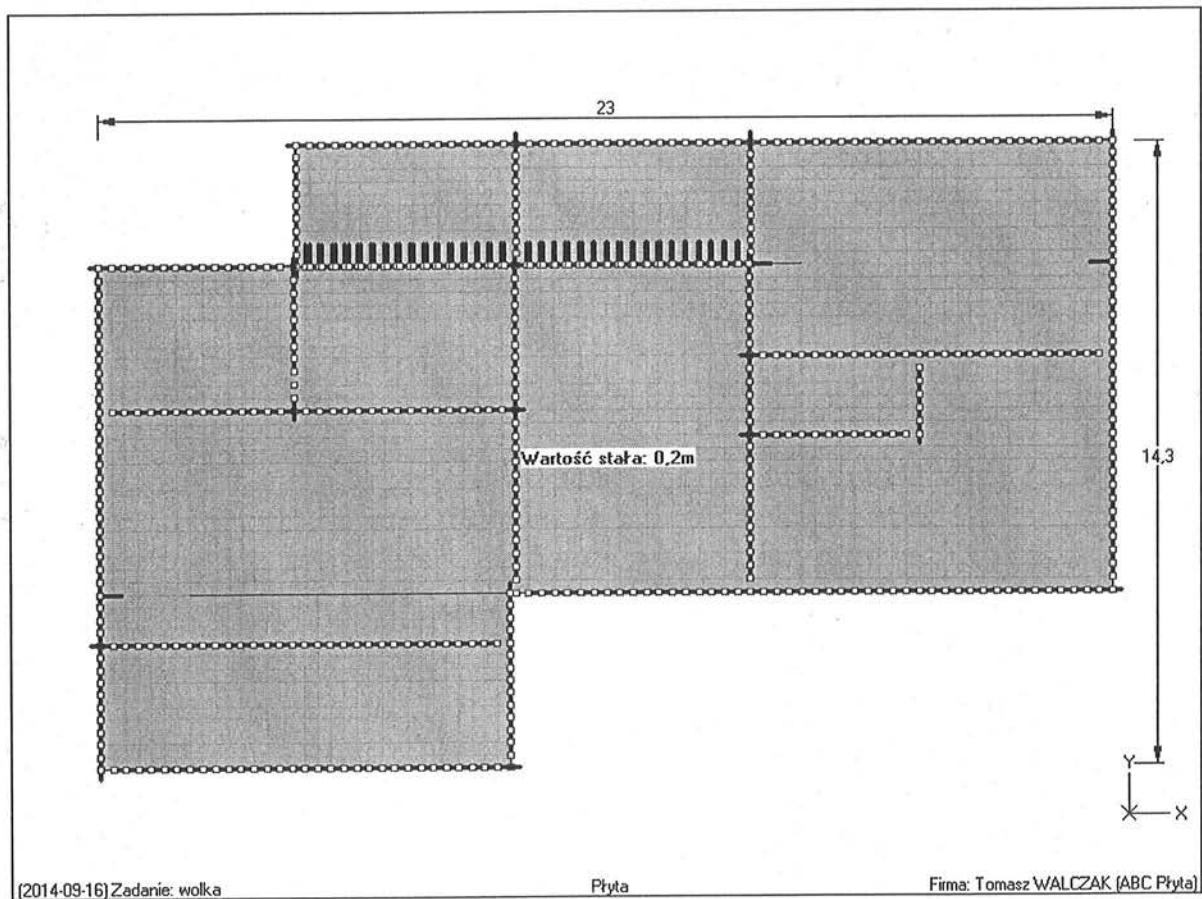 23
Wartość stała: 0,2m
14,3
Y
X
(2014-09-16) Zadanie: wolka
Płyta
Firma: Tomasz WALCZAK (ABC Płyta)